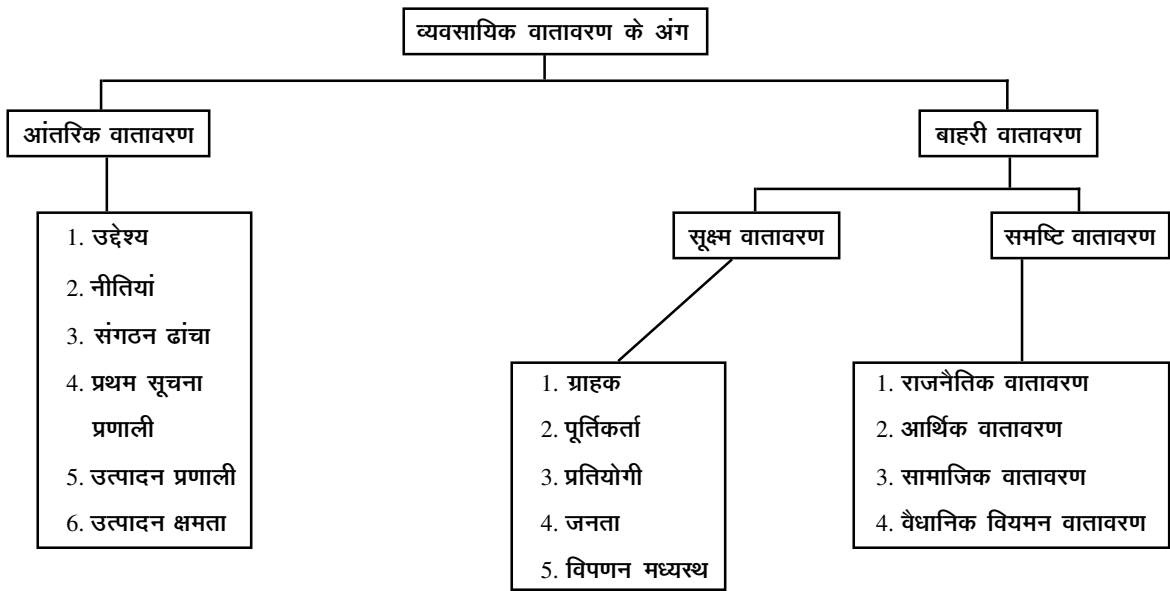 व्यवसायिक वातावरण के अंग
आंतरिक वातावरण
बाहरी वातावरण
सूक्ष्म वातावरण
समष्टि वातावरण
1. उद्देश्य
2. नीतियां
3. संगठन ढांचा
4. प्रथम सूचना
प्रणाली
5. उत्पादन प्रणाली
6. उत्पादन क्षमता
1. ग्राहक
2. पूर्तिकर्ता
3. प्रतियोगी
4. जनता
5. विपणन मध्यस्थ
1. राजनैतिक वातावरण
2. आर्थिक वातावरण
3. सामाजिक वातावरण
4. वैधानिक वियमन वातावरण